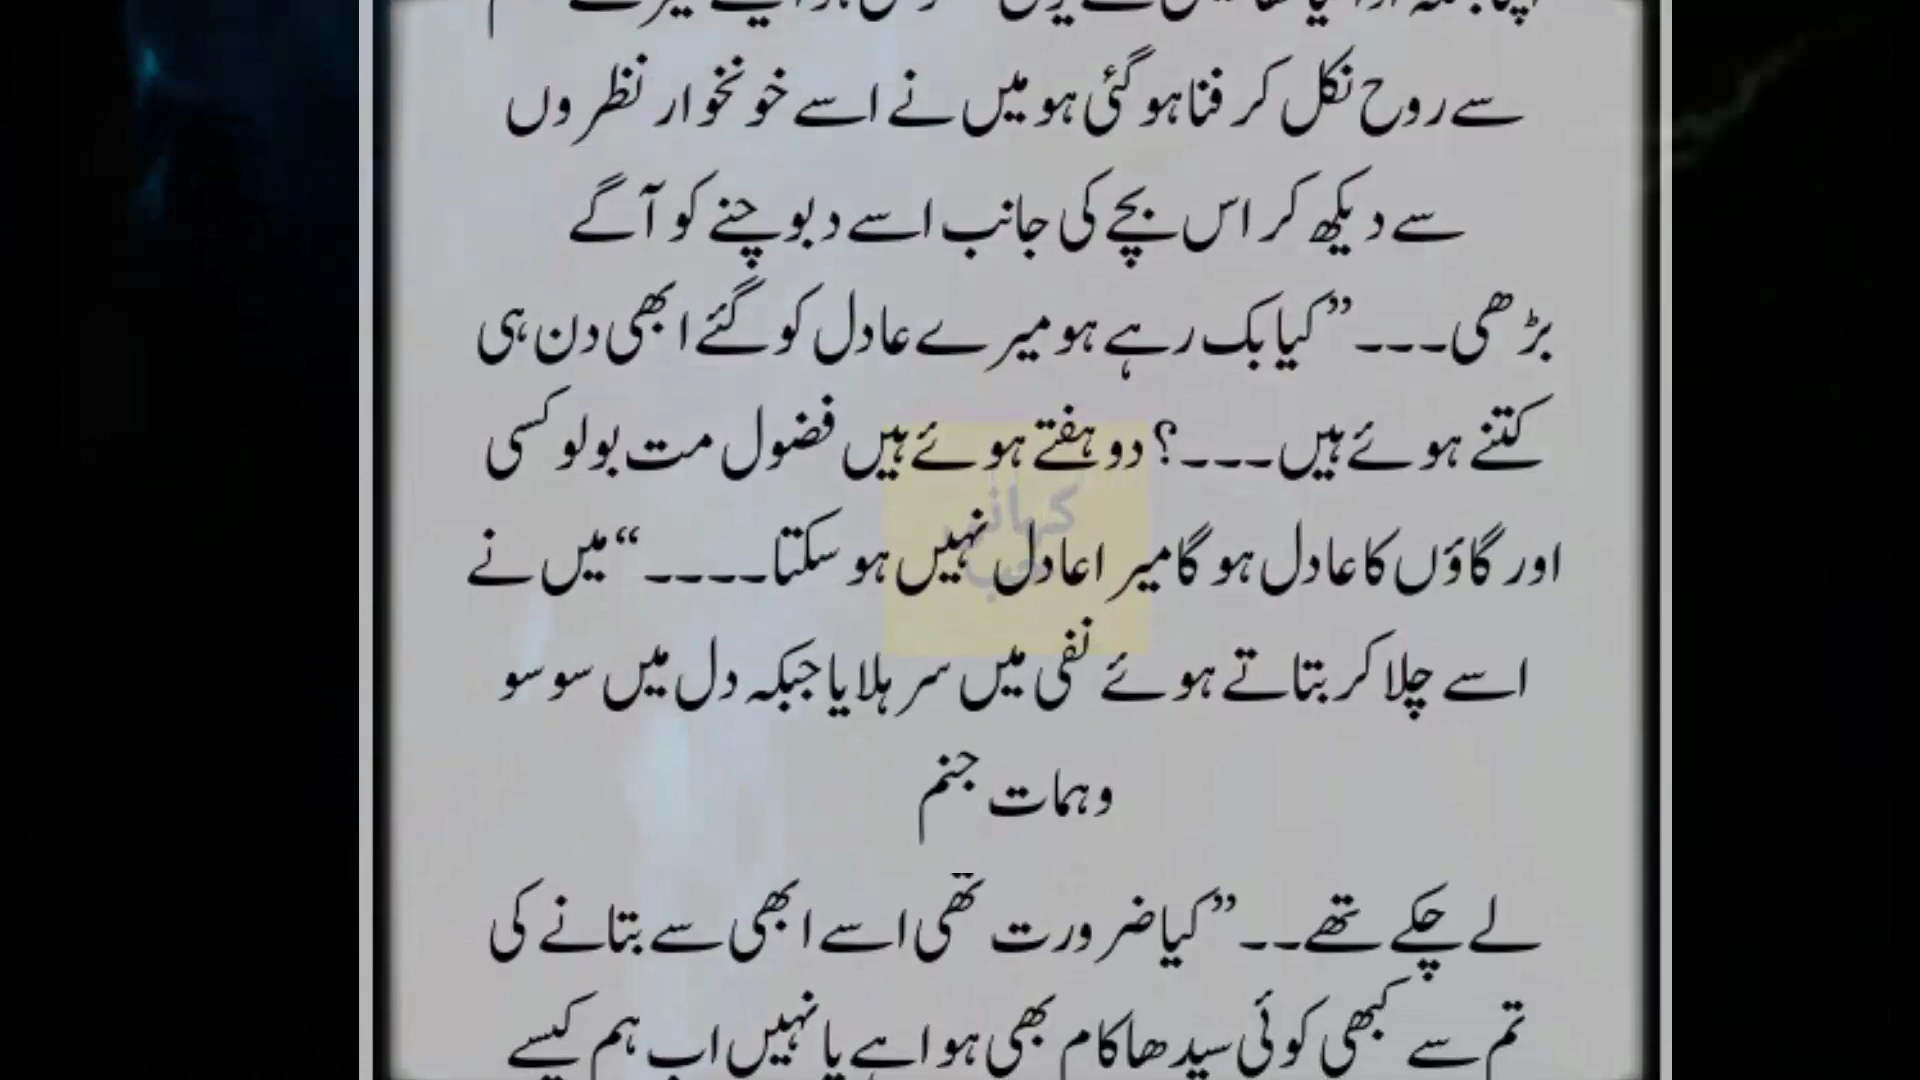 سے روح نکل کر فنا ہو گئی ہو میں نے اسے خونخوار نظروں
سے دیکھ کر اس بچے کی جانب اسے دبوچنے کو آگے
بڑھی۔۔۔ ”کیا بک رہے ہو میرے عادل کو گئے ابھی دن ہی
کتنے ہوئے ہیں۔۔۔؟ دو ہفتے ہوئے ہیں فضول مت بولو کسی
اور گاؤں کا عادل ہو گا میرا عادل نہیں ہو سکتا۔۔۔۔“ میں نے
اسے چلا کر بتاتے ہوئے نفی میں سر ہلایا جبکہ دل میں سو سو
وہمات جنم
لے چکے تھے۔۔ ”کیا ضرورت تھی اسے ابھی سے بتانے کی
تم سے کبھی کوئی سیدھا کام بھی ہوا ہے یا نہیں اب ہم کیسے
کہانی